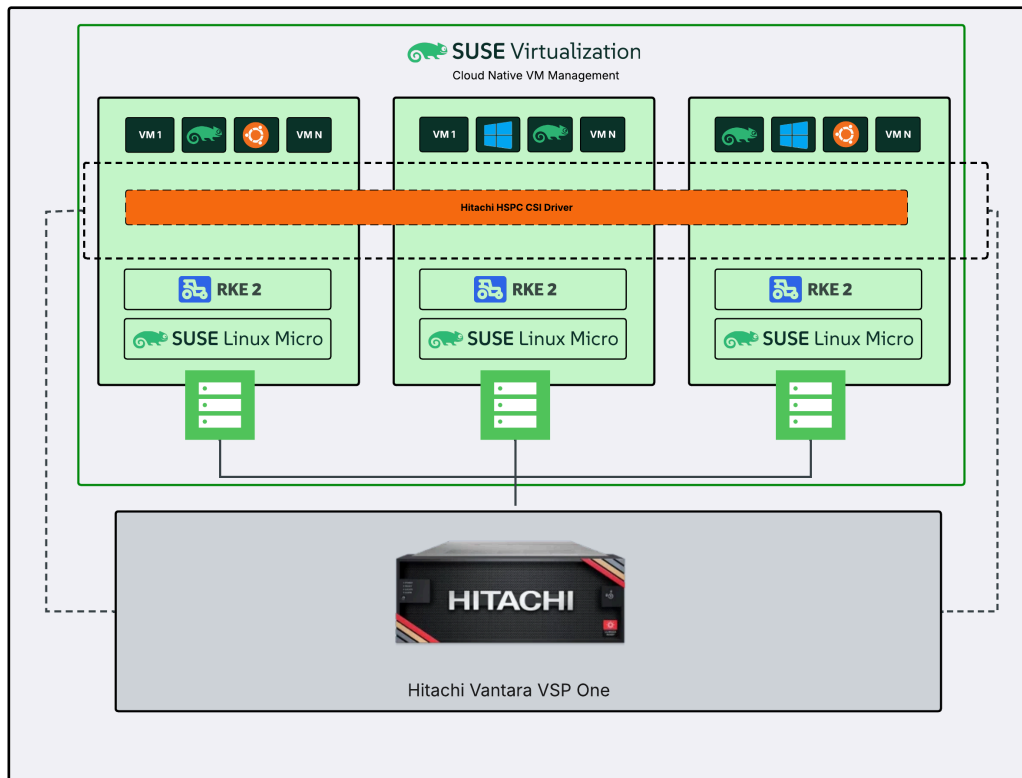 SUSE Virtualization
Cloud Native VM Management
VM 1
VM N
VM 1
VM N
VM N
Hitachi HSPC CSI Driver
RKE 2
RKE 2
RKE 2
SUSE Linux Micro
SUSE Linux Micro
SUSE Linux Micro
HITACHI
Hitachi Vantara VSP One